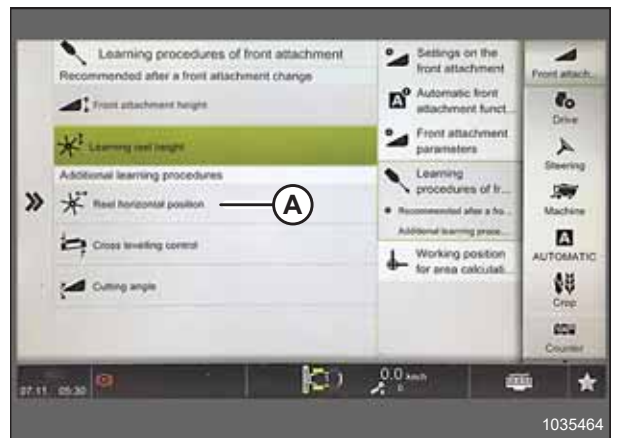 Learning procedures of front attachment
Recommended after a front attachment change
Front attachment height
Learning reel height
Additional learning procedures
Reel horizontal position
A
Cross levelling control
Cutting angle
Settings on the
front attachment
Automatic front
attachment funct...
Front attachment
parameters
Learning
procedures of fr...
Recommended after a fro...
Additional learning proce...
Working position
for area calculati...
Front attach...
Drive
Steering
Machine
A
AUTOMATIC
Crop
Counter
07.11 05:30
0.0 km/h
0
1035464